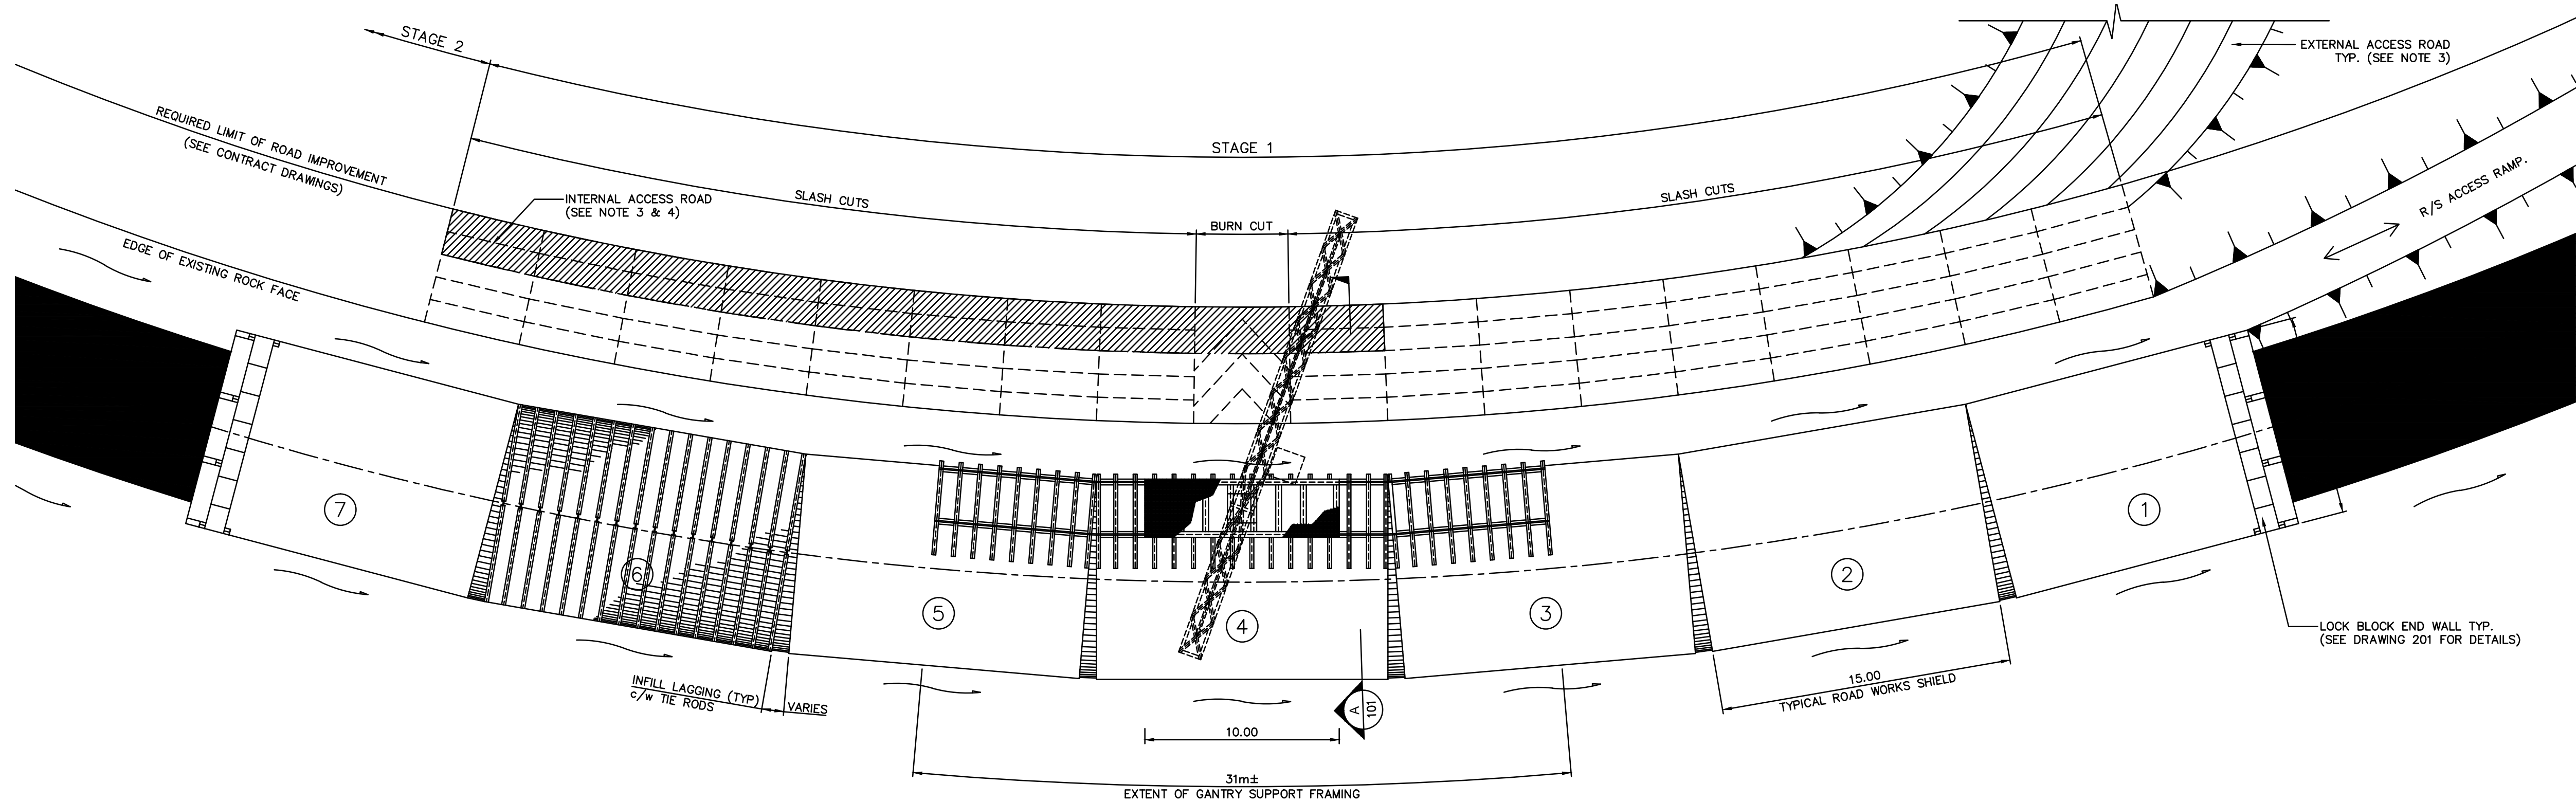 STAGE 2
EXTERNAL ACCESS ROAD
TYP. (SEE NOTE 3)
REQUIRED LIMIT OF ROAD IMPROVEMENT
(SEE CONTRACT DRAWINGS)
STAGE 1
SLASH CUTS
SLASH CUTS
INTERNAL ACCESS ROAD
(SEE NOTE 3 & 4)
BURN CUT
R/S ACCESS RAMP.
EDGE OF EXISTING ROCK FACE
7
6
5
4
3
2
1
LOCK BLOCK END WALL TYP.
(SEE DRAWING 201 FOR DETAILS)
INFILL LAGGING (TYP)
c/w TIE RODS
VARIES
15.00
TYPICAL ROAD WORKS SHIELD
A
101
10.00
31m±
EXTENT OF GANTRY SUPPORT FRAMING